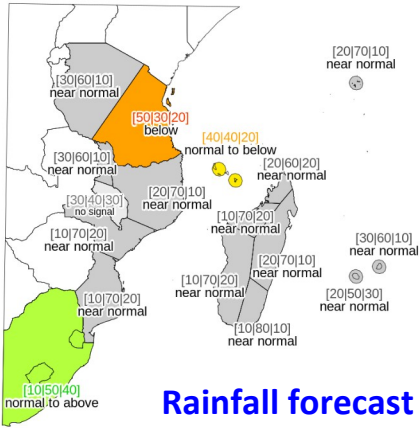 [20|70|10]
near normal
[30|60|10]
near normal
[50|30|20]
below
[40|40|20]
normal to below
[30|60|10]
near normal
[20|60|20]
near normal
[20|70|10]
near normal
[30|40|30]
no signal
[10|70|20]
near normal
[10|70|20]
near normal
[30|60|10]
near normal
[20|70|10]
near normal
[10|70|20]
near normal
[10|70|20]
near normal
[20|50|30]
near normal
[10|80|10]
near normal
[10|50|40]
normal to above
Rainfall forecast